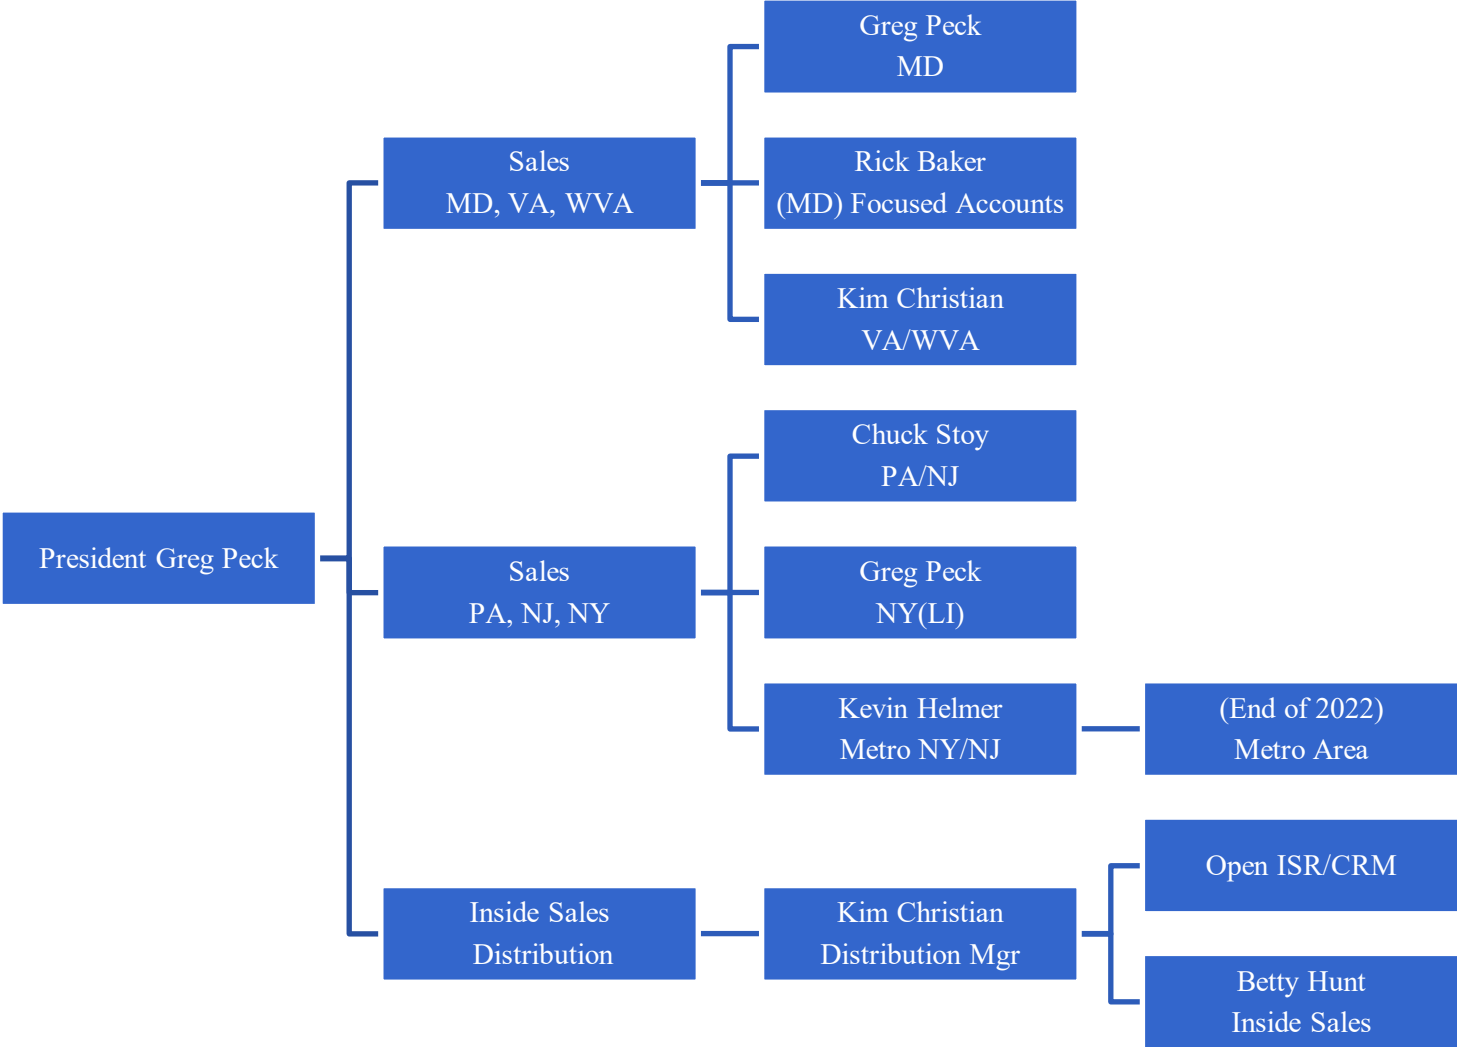 President Greg Peck
Sales
MD, VA, WVA
Greg Peck
MD
Rick Baker
(MD) Focused Accounts
Kim Christian
VA/WVA
Sales
PA, NJ, NY
Chuck Stoy
PA/NJ
Greg Peck
NY(LI)
Kevin Helmer
Metro NY/NJ
(End of 2022)
Metro Area
Inside Sales
Distribution
Kim Christian
Distribution Mgr
Open ISR/CRM
Betty Hunt
Inside Sales